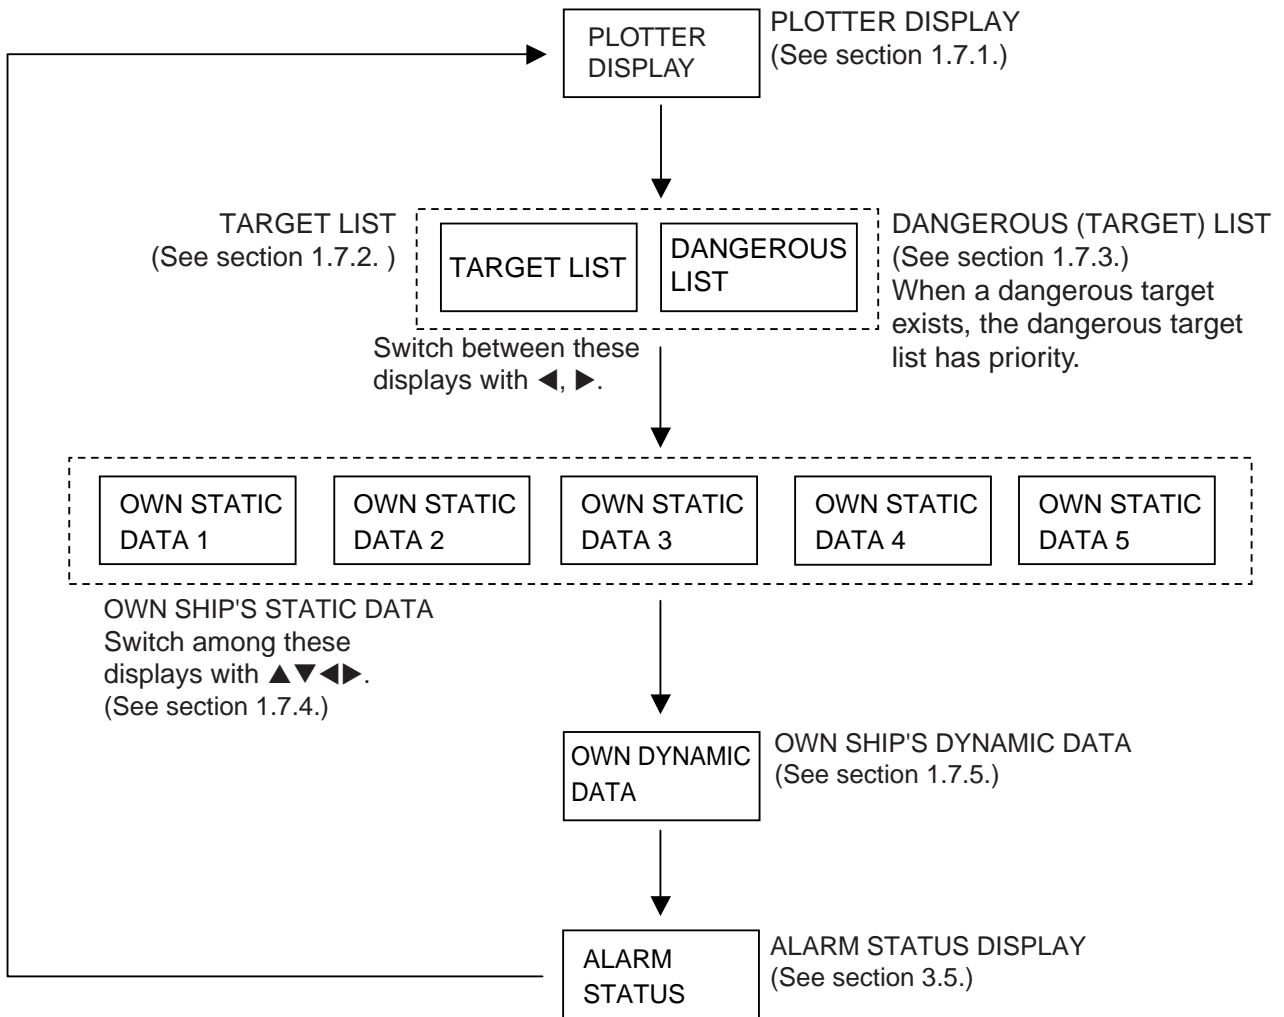 PLOTTER
DISPLAY
PLOTTER DISPLAY
(See section 1.7.1.)
TARGET LIST
(See section 1.7.2. )
TARGET LIST
DANGEROUS
LIST
DANGEROUS (TARGET) LIST
(See section 1.7.3.)
When a dangerous target
exists, the dangerous target
list has priority.
Switch between these
displays with ◀, ▶.
OWN STATIC
DATA 1
OWN STATIC
DATA 2
OWN STATIC
DATA 3
OWN STATIC
DATA 4
OWN STATIC
DATA 5
OWN SHIP'S STATIC DATA
Switch among these
displays with ▲▼◀▶.
(See section 1.7.4.)
OWN DYNAMIC
DATA
OWN SHIP'S DYNAMIC DATA
(See section 1.7.5.)
ALARM
STATUS
ALARM STATUS DISPLAY
(See section 3.5.)